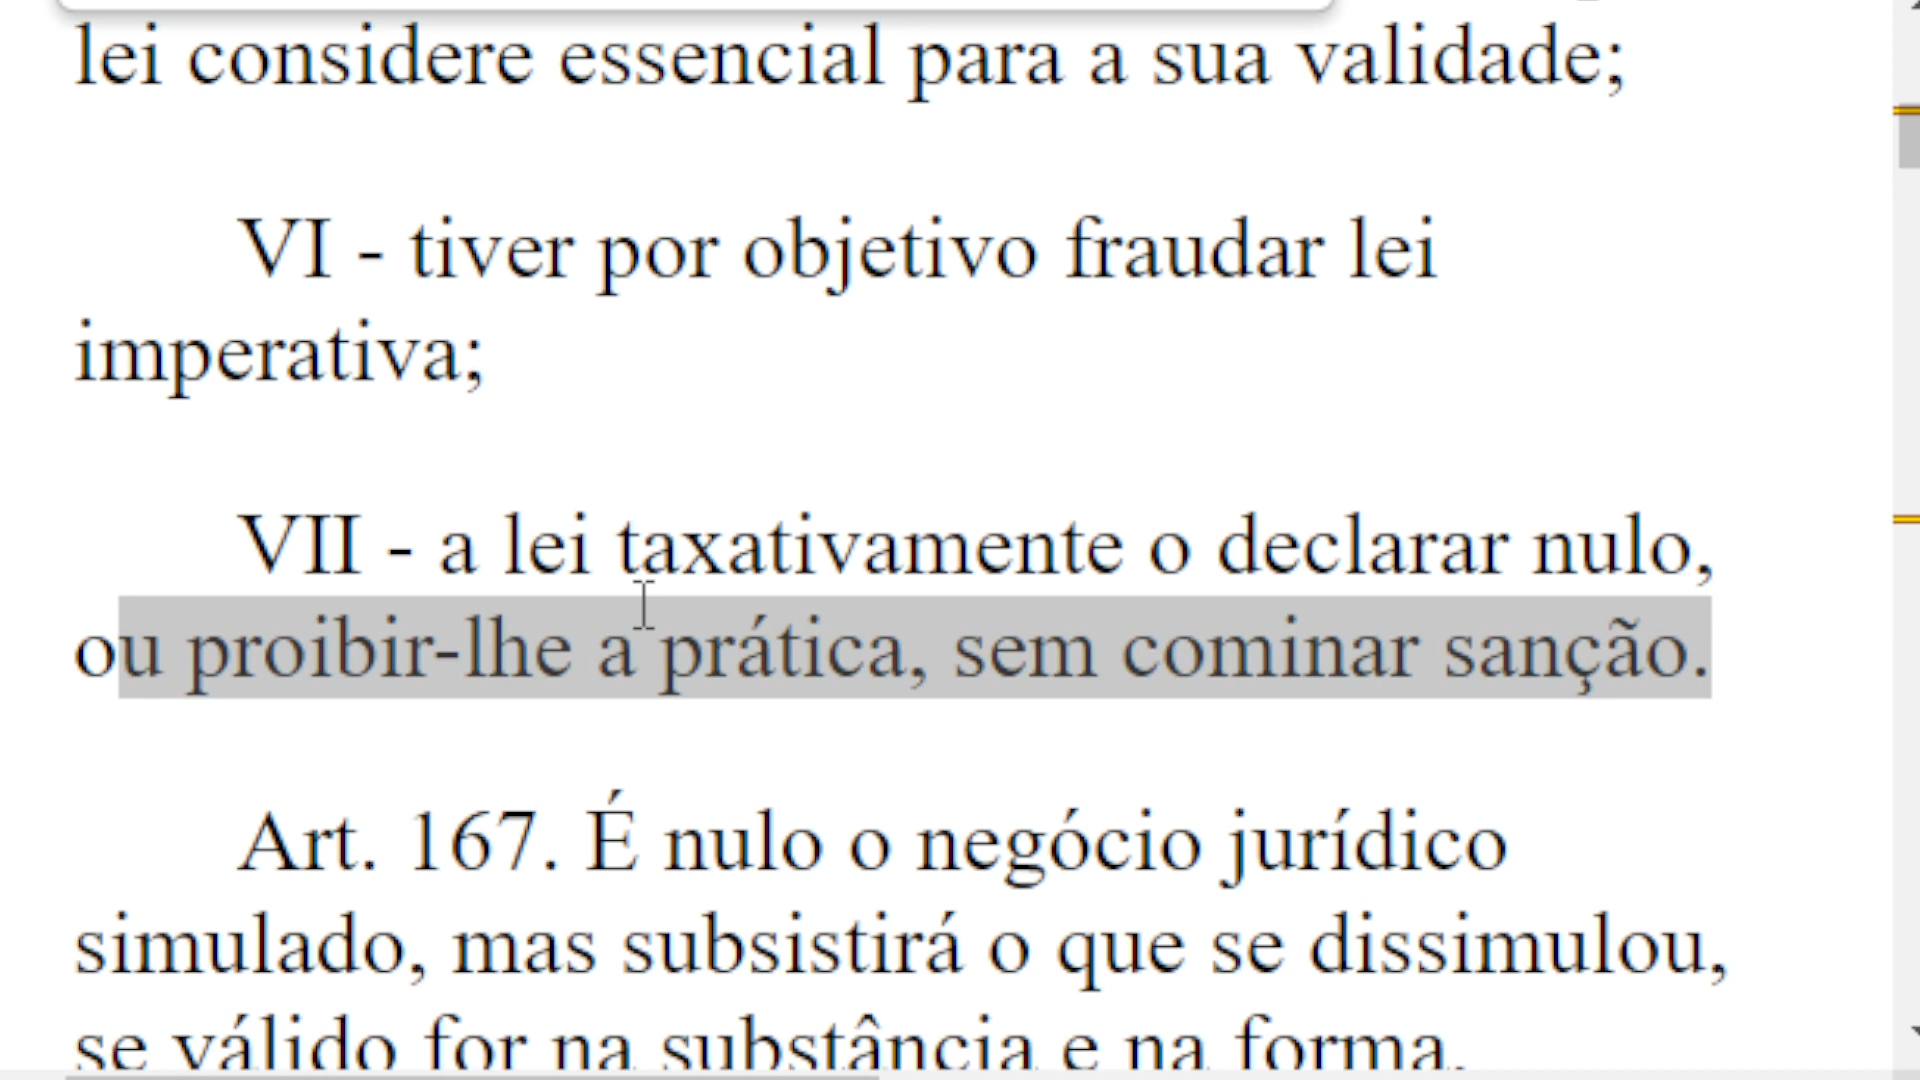 lei considere essencial para a sua validade;
VI - tiver por objetivo fraudar lei
imperativa;
VII - a lei taxativamente o declarar nulo,
ou proibir-lhe a prática, sem cominar sanção.
Art. 167. É nulo o negócio jurídico
simulado, mas subsistirá o que se dissimulou,
se válido for na substância e na forma.